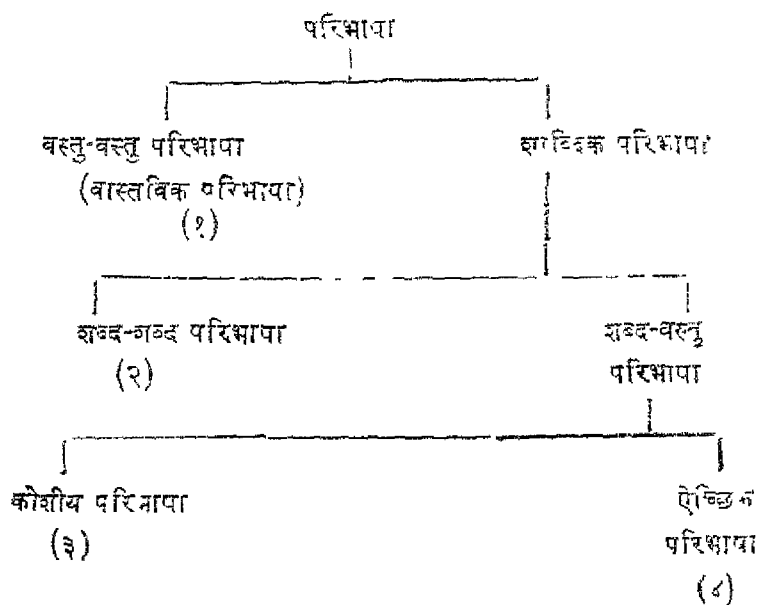 परिभाषा
वस्तु-वस्तु परिभाषा शाब्दिक परिभाषा
(वास्तविक परिभाषा)
(१)
शब्द-शब्द परिभाषा शब्द-वस्तु
(२) परिभाषा
कोशीय परिभाषा ऐच्छिक
(३) परिभाषा
(४)